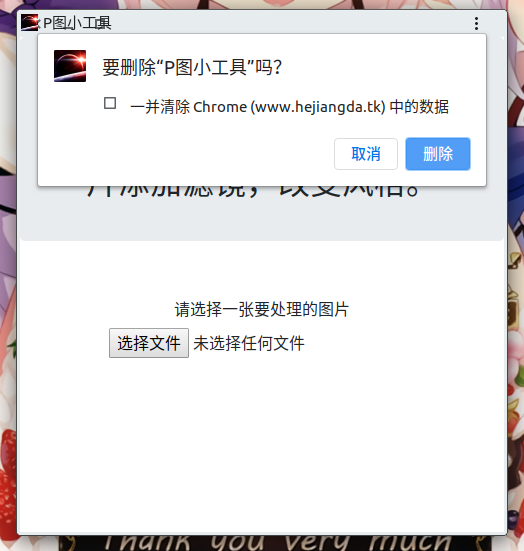 P图小工具
要删除“P图小工具”吗？
一并清除 Chrome (www.hejiangda.tk) 中的数据
取消 删除
片添加滤镜，改变风格。
请选择一张要处理的图片
选择文件 未选择任何文件
Thank you very much